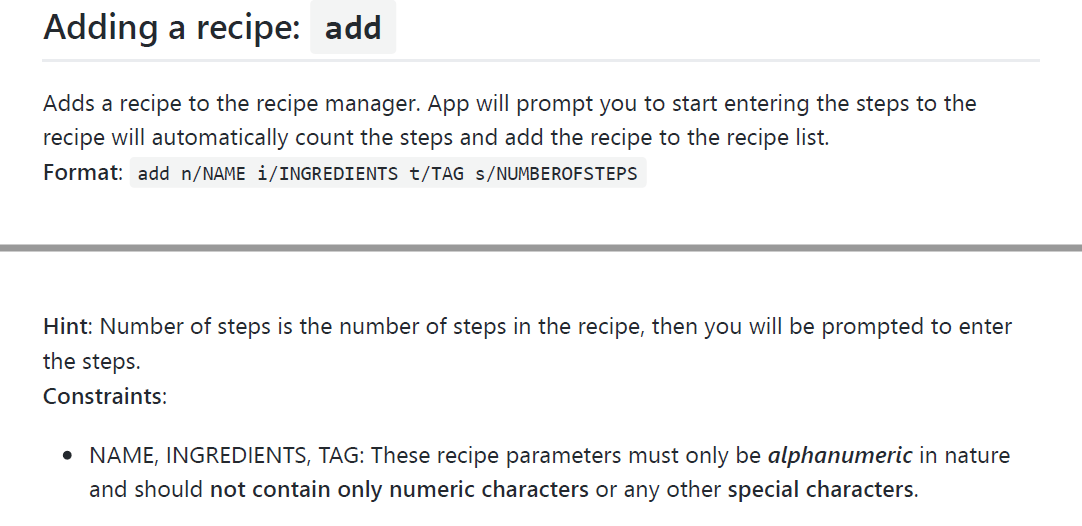 Adding a recipe: add
Adds a recipe to the recipe manager. App will prompt you to start entering the steps to the
recipe will automatically count the steps and add the recipe to the recipe list.
Format: add n/NAME i/INGREDIENTS t/TAG s/NUMBEROFSTEPS
Hint: Number of steps is the number of steps in the recipe, then you will be prompted to enter
the steps.
Constraints:
• NAME, INGREDIENTS, TAG: These recipe parameters must only be alphanumeric in nature
and should not contain only numeric characters or any other special characters.